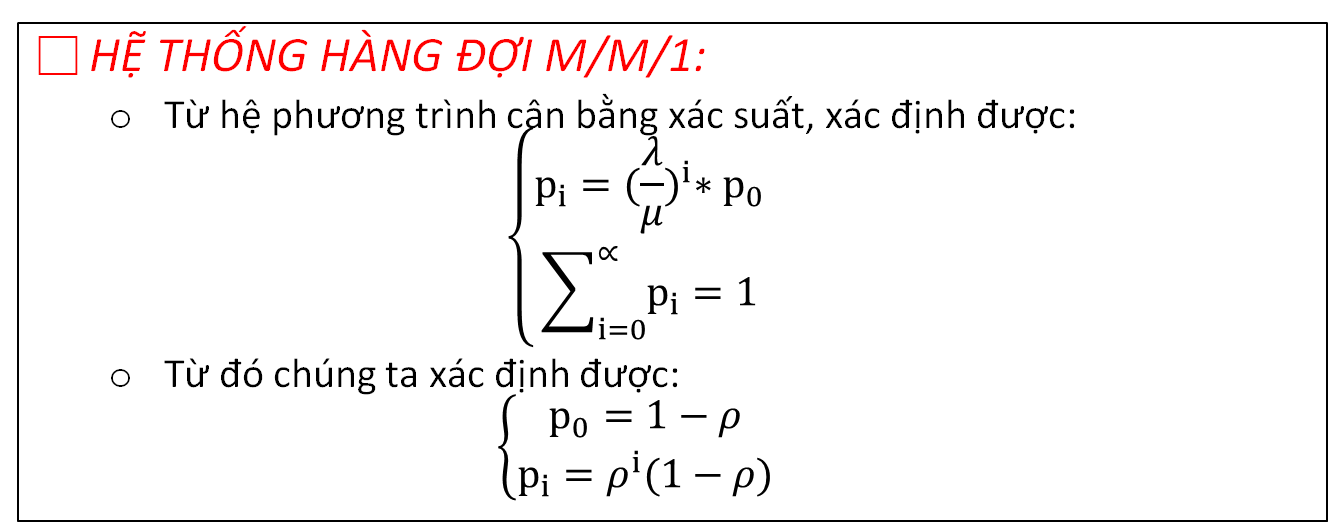 □ HỆ THỐNG HÀNG ĐỢI M/M/1:
o Từ hệ phương trình cân bằng xác suất, xác định được:
{ pᵢ = (λ/μ)ⁱ∗ p₀
∑ᵢ₌₀^∝ pᵢ = 1
o Từ đó chúng ta xác định được:
{ p₀ = 1 − ρ
pᵢ = ρⁱ(1 − ρ)